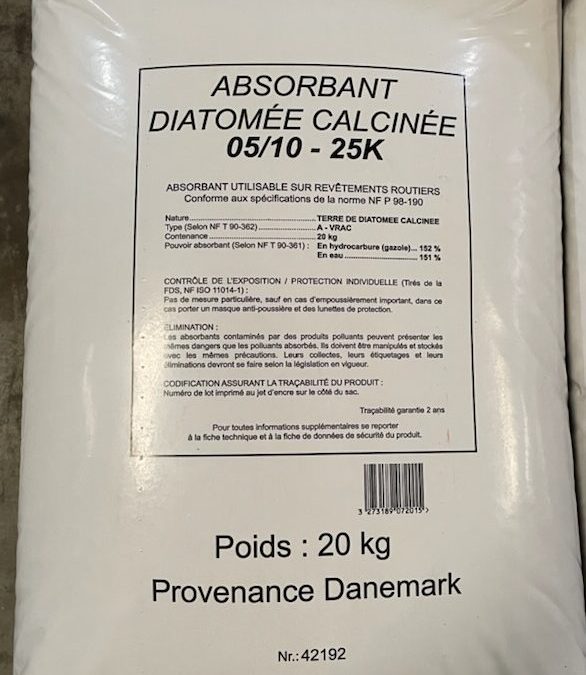 ABSORBANT
DIATOMÉE CALCINÉE
05/10 - 25K
ABSORBANT UTILISABLE SUR REVÊTEMENTS ROUTIERS
Conforme aux spécifications de la norme NF P 98-190
Nature............................................ TERRE DE DIATOMEE CALCINEE
Type (Selon NF T 90-362)..................... A - VRAC
Contenance..................................... 20 kg
Pouvoir absorbant (Selon NF T 90-361) : En hydrocarbure (gazole)... 152 %
En eau........................... 151 %
CONTRÔLE DE L'EXPOSITION / PROTECTION INDIVIDUELLE (Tirés de la
FDS, NF ISO 11014-1) :
Pas de mesure particulière, sauf en cas d'empoussièrement important, dans ce
cas porter un masque anti-poussière et des lunettes de protection.
ELIMINATION :
Les absorbants contaminés par des produits polluants peuvent présenter les
mêmes dangers que les polluants absorbés. Ils doivent être manipulés et stockés
avec les mêmes précautions. Leurs collectes, leurs étiquetages et leurs
éliminations devront se faire selon la législation en vigueur.
CODIFICATION ASSURANT LA TRAÇABILITÉ DU PRODUIT :
Numéro de lot imprimé au jet d'encre sur le côté du sac.
Traçabilité garantie 2 ans
Pour toutes informations supplémentaires se reporter
à la fiche technique et à la fiche de données de sécurité du produit.
3 273189 072015 >
Poids : 20 kg
Provenance Danemark
Nr.: 42192